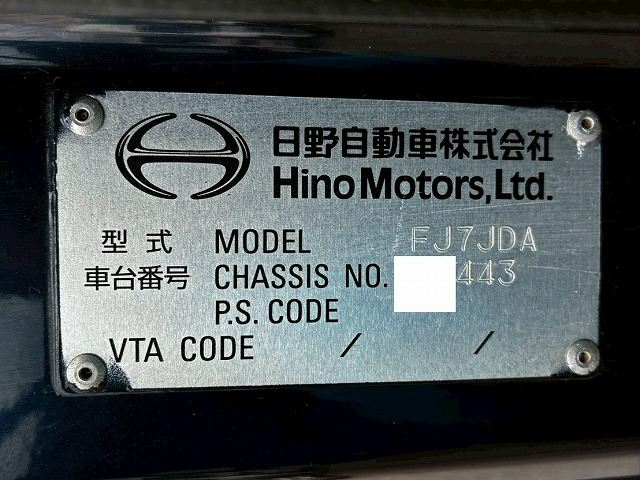 日野自動車株式会社
Hino Motors,Ltd.
型式 MODEL FJ7JDA
車台番号 CHASSIS NO. 443
P.S. CODE
VTA CODE / /